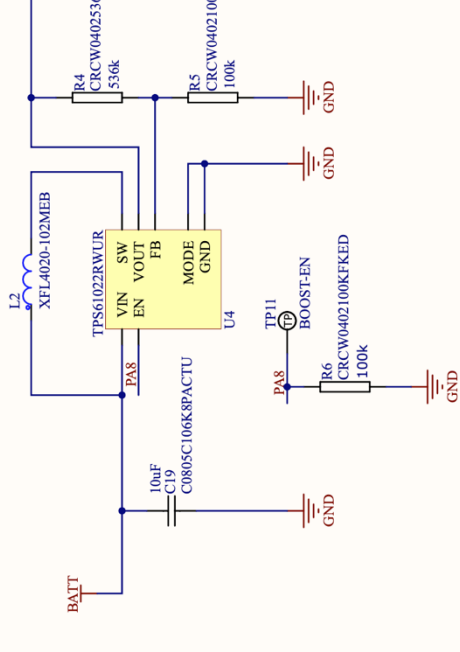 R4
CRCW0402536
536k
R5
CRCW0402100
100k
GND
GND
L2
XFL4020-102MEB
TPS61022RWUR
VIN
SW
EN
VOUT
FB
MODE
GND
U4
PA8
TP11
TP
BOOST-EN
PA8
R6
CRCW0402100KFKED
100k
GND
10uF
C19
C0805C106K8PACTU
GND
BATT